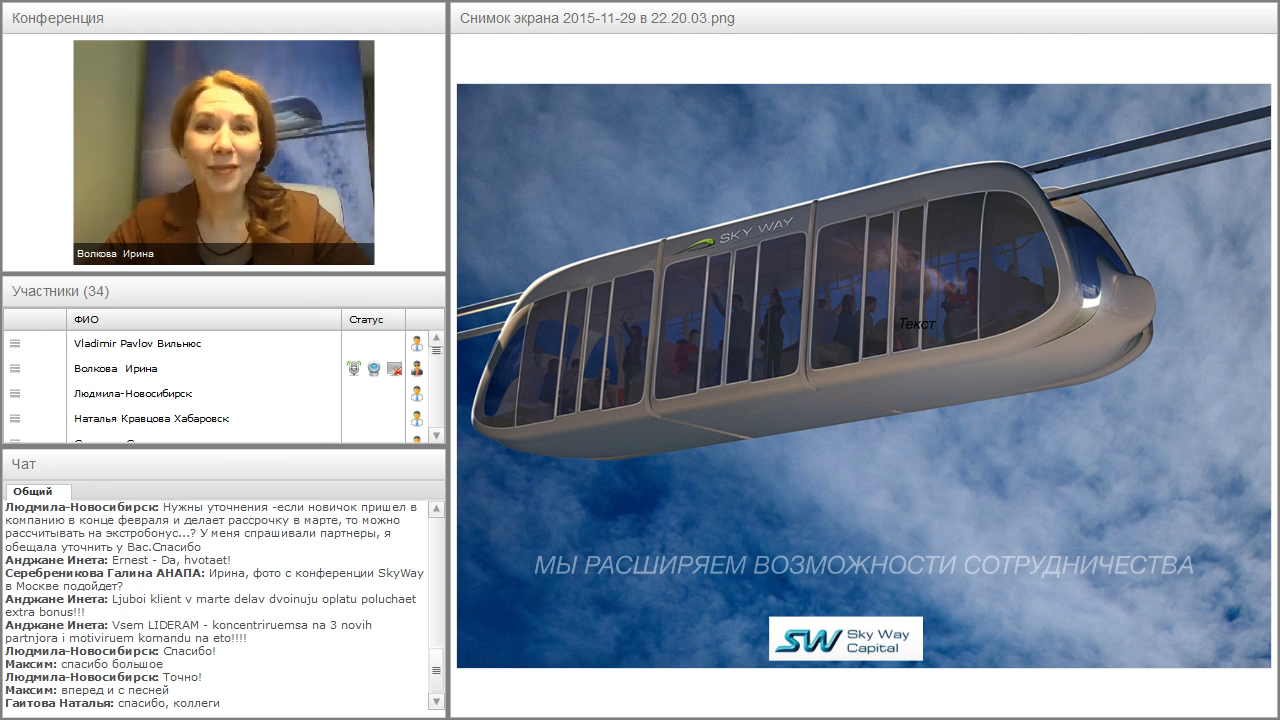 Конференция
Волкова Ирина
Участники (34)
ФИО
Статус
Vladimir Pavlov Вильнюс
Волкова Ирина
Людмила-Новосибирск
Наталья Кравцова Хабаровск
Чат
Общий
Людмила-Новосибирск: Нужны уточнения -если новичок пришел в
компанию в конце февраля и делает рассрочку в марте, то можно
рассчитывать на экстробонус...? У меня спрашивали партнеры, я
обещала уточнить у Вас.Спасибо
Анджане Инета: Ernest - Da, hvotaet!
Серебреникова Галина АНАПА: Ирина, фото с конференции SkyWay
в Москве подойдет?
Анджане Инета: Ljuboi klient v marte delav dvoinuju oplatu poluchaet
extra bonus!!!
Анджане Инета: Vsem LIDERAM - koncentriruemsa na 3 novih
partnjora i motiviruem komandu na eto!!!!
Людмила-Новосибирск: Спасибо!
Максим: спасибо большое
Людмила-Новосибирск: Точно!
Максим: вперед и с песней
Гаитова Наталья: спасибо, коллеги
Снимок экрана 2015-11-29 в 22.20.03.png
SKY WAY
Текст
МЫ РАСШИРЯЕМ ВОЗМОЖНОСТИ СОТРУДНИЧЕСТВА
SW Sky Way
Capital